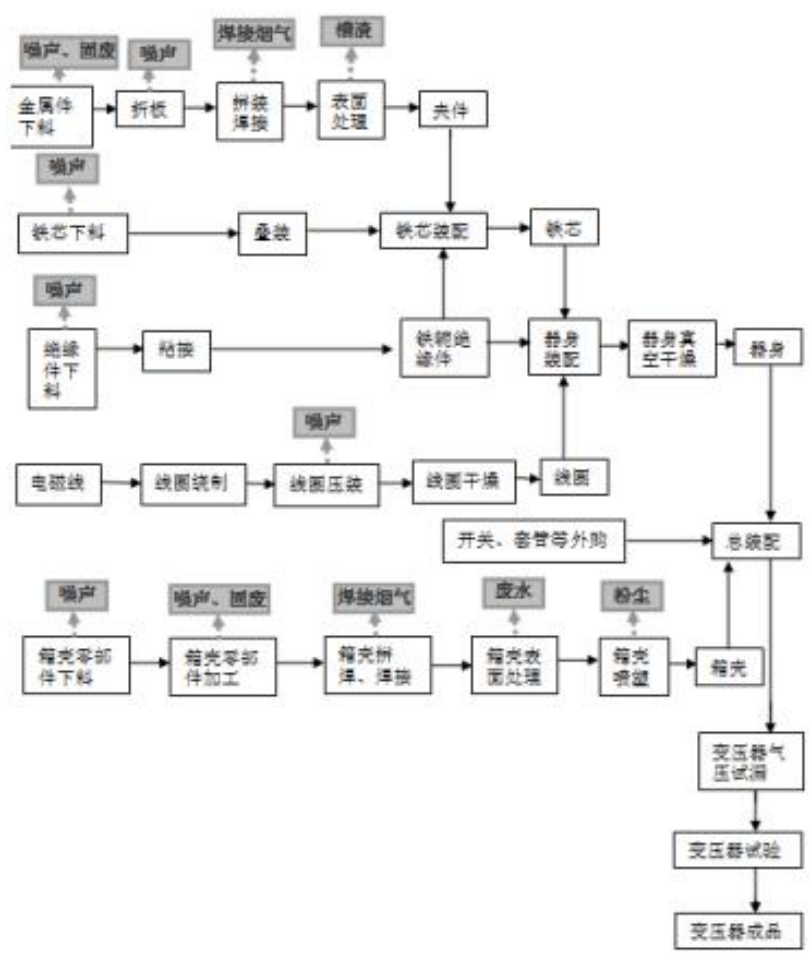 噪声、固废
噪声
焊接烟气
槽渣
金属件
下料
折板
拼装
焊接
表面
处理
夹件
噪声
铁芯下料
叠装
铁芯装配
铁芯
噪声
绝缘
件下
料
粘接
铁轭绝
缘件
器身
装配
器身真
空干燥
器身
噪声
电磁线
线圈绕制
线圈压装
线圈干燥
线圈
开关、套管等外购
总装配
噪声
噪声、固废
焊接烟气
废水
粉尘
箱壳零部
件下料
箱壳零部
件加工
箱壳拼
焊、焊接
箱壳表
面处理
箱壳
喷塑
箱壳
变压器气
压试漏
变压器试验
变压器成品